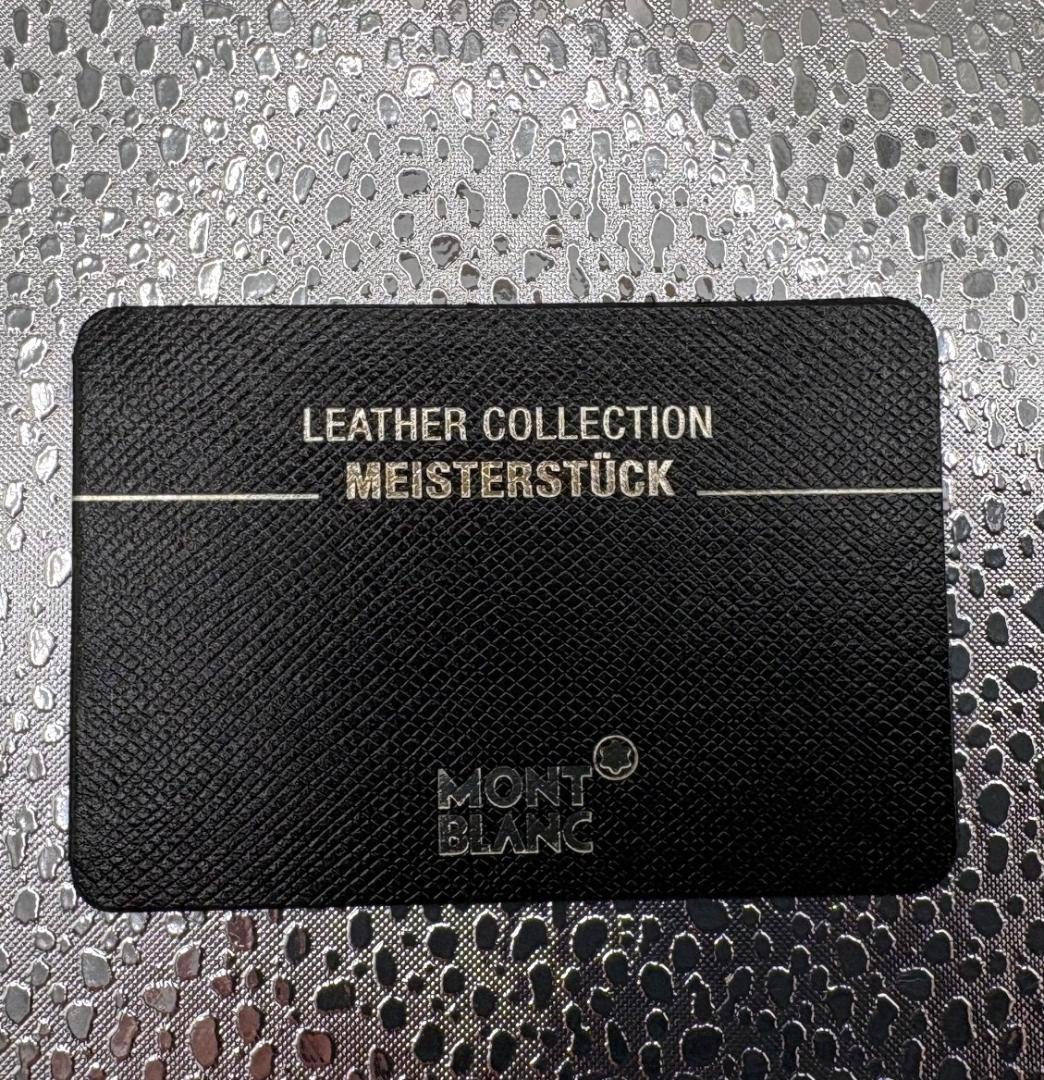 LEATHER COLLECTION
MEISTERSTÜCK
MONT
BLANC